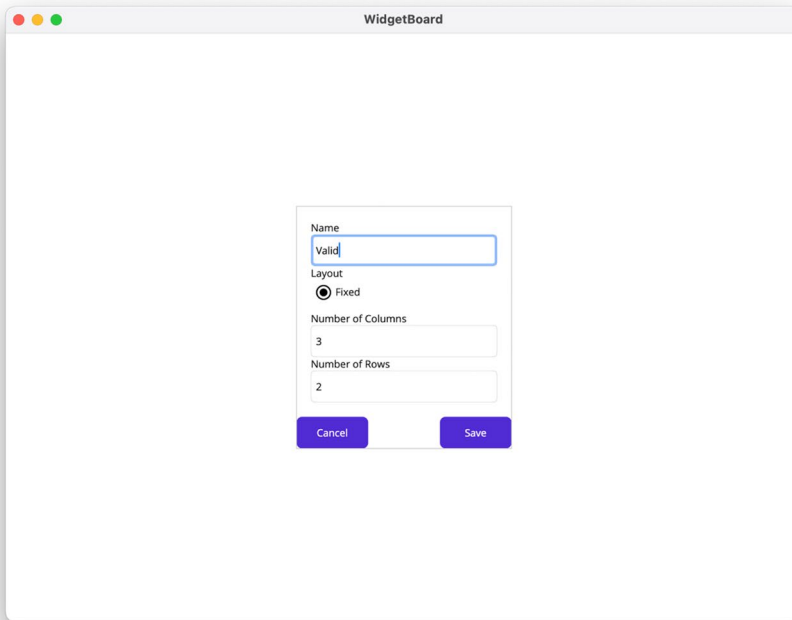 WidgetBoard
Name
Valid
Layout
Fixed
Number of Columns
3
Number of Rows
2
Cancel Save